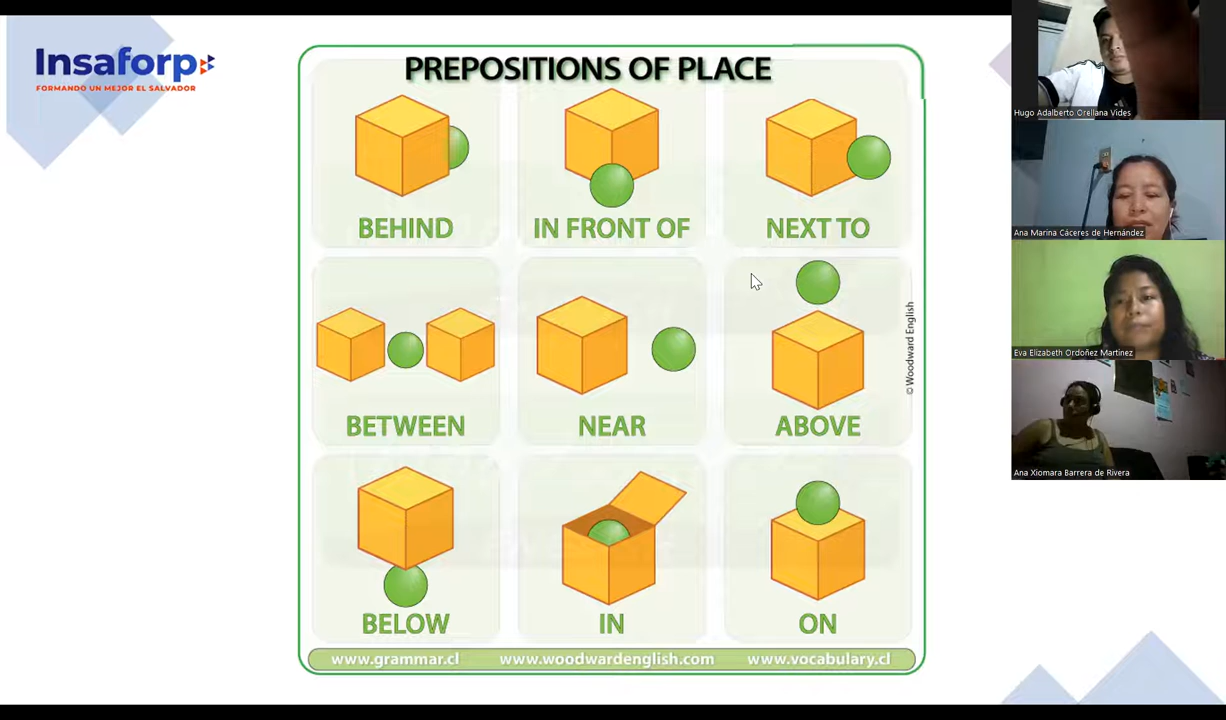 Insaforp
FORMANDO UN MEJOR EL SALVADOR
PREPOSITIONS OF PLACE
BEHIND
IN FRONT OF
NEXT TO
BETWEEN
NEAR
ABOVE
© Woodward English
BELOW
IN
ON
www.grammar.cl
www.woodwardenglish.com
www.vocabulary.cl
Hugo Adalberto Orellana Vides
Ana Marina Cáceres de Hernández
Eva Elizabeth Ordoñez Martínez
Ana Xiomara Barrera de Rivera